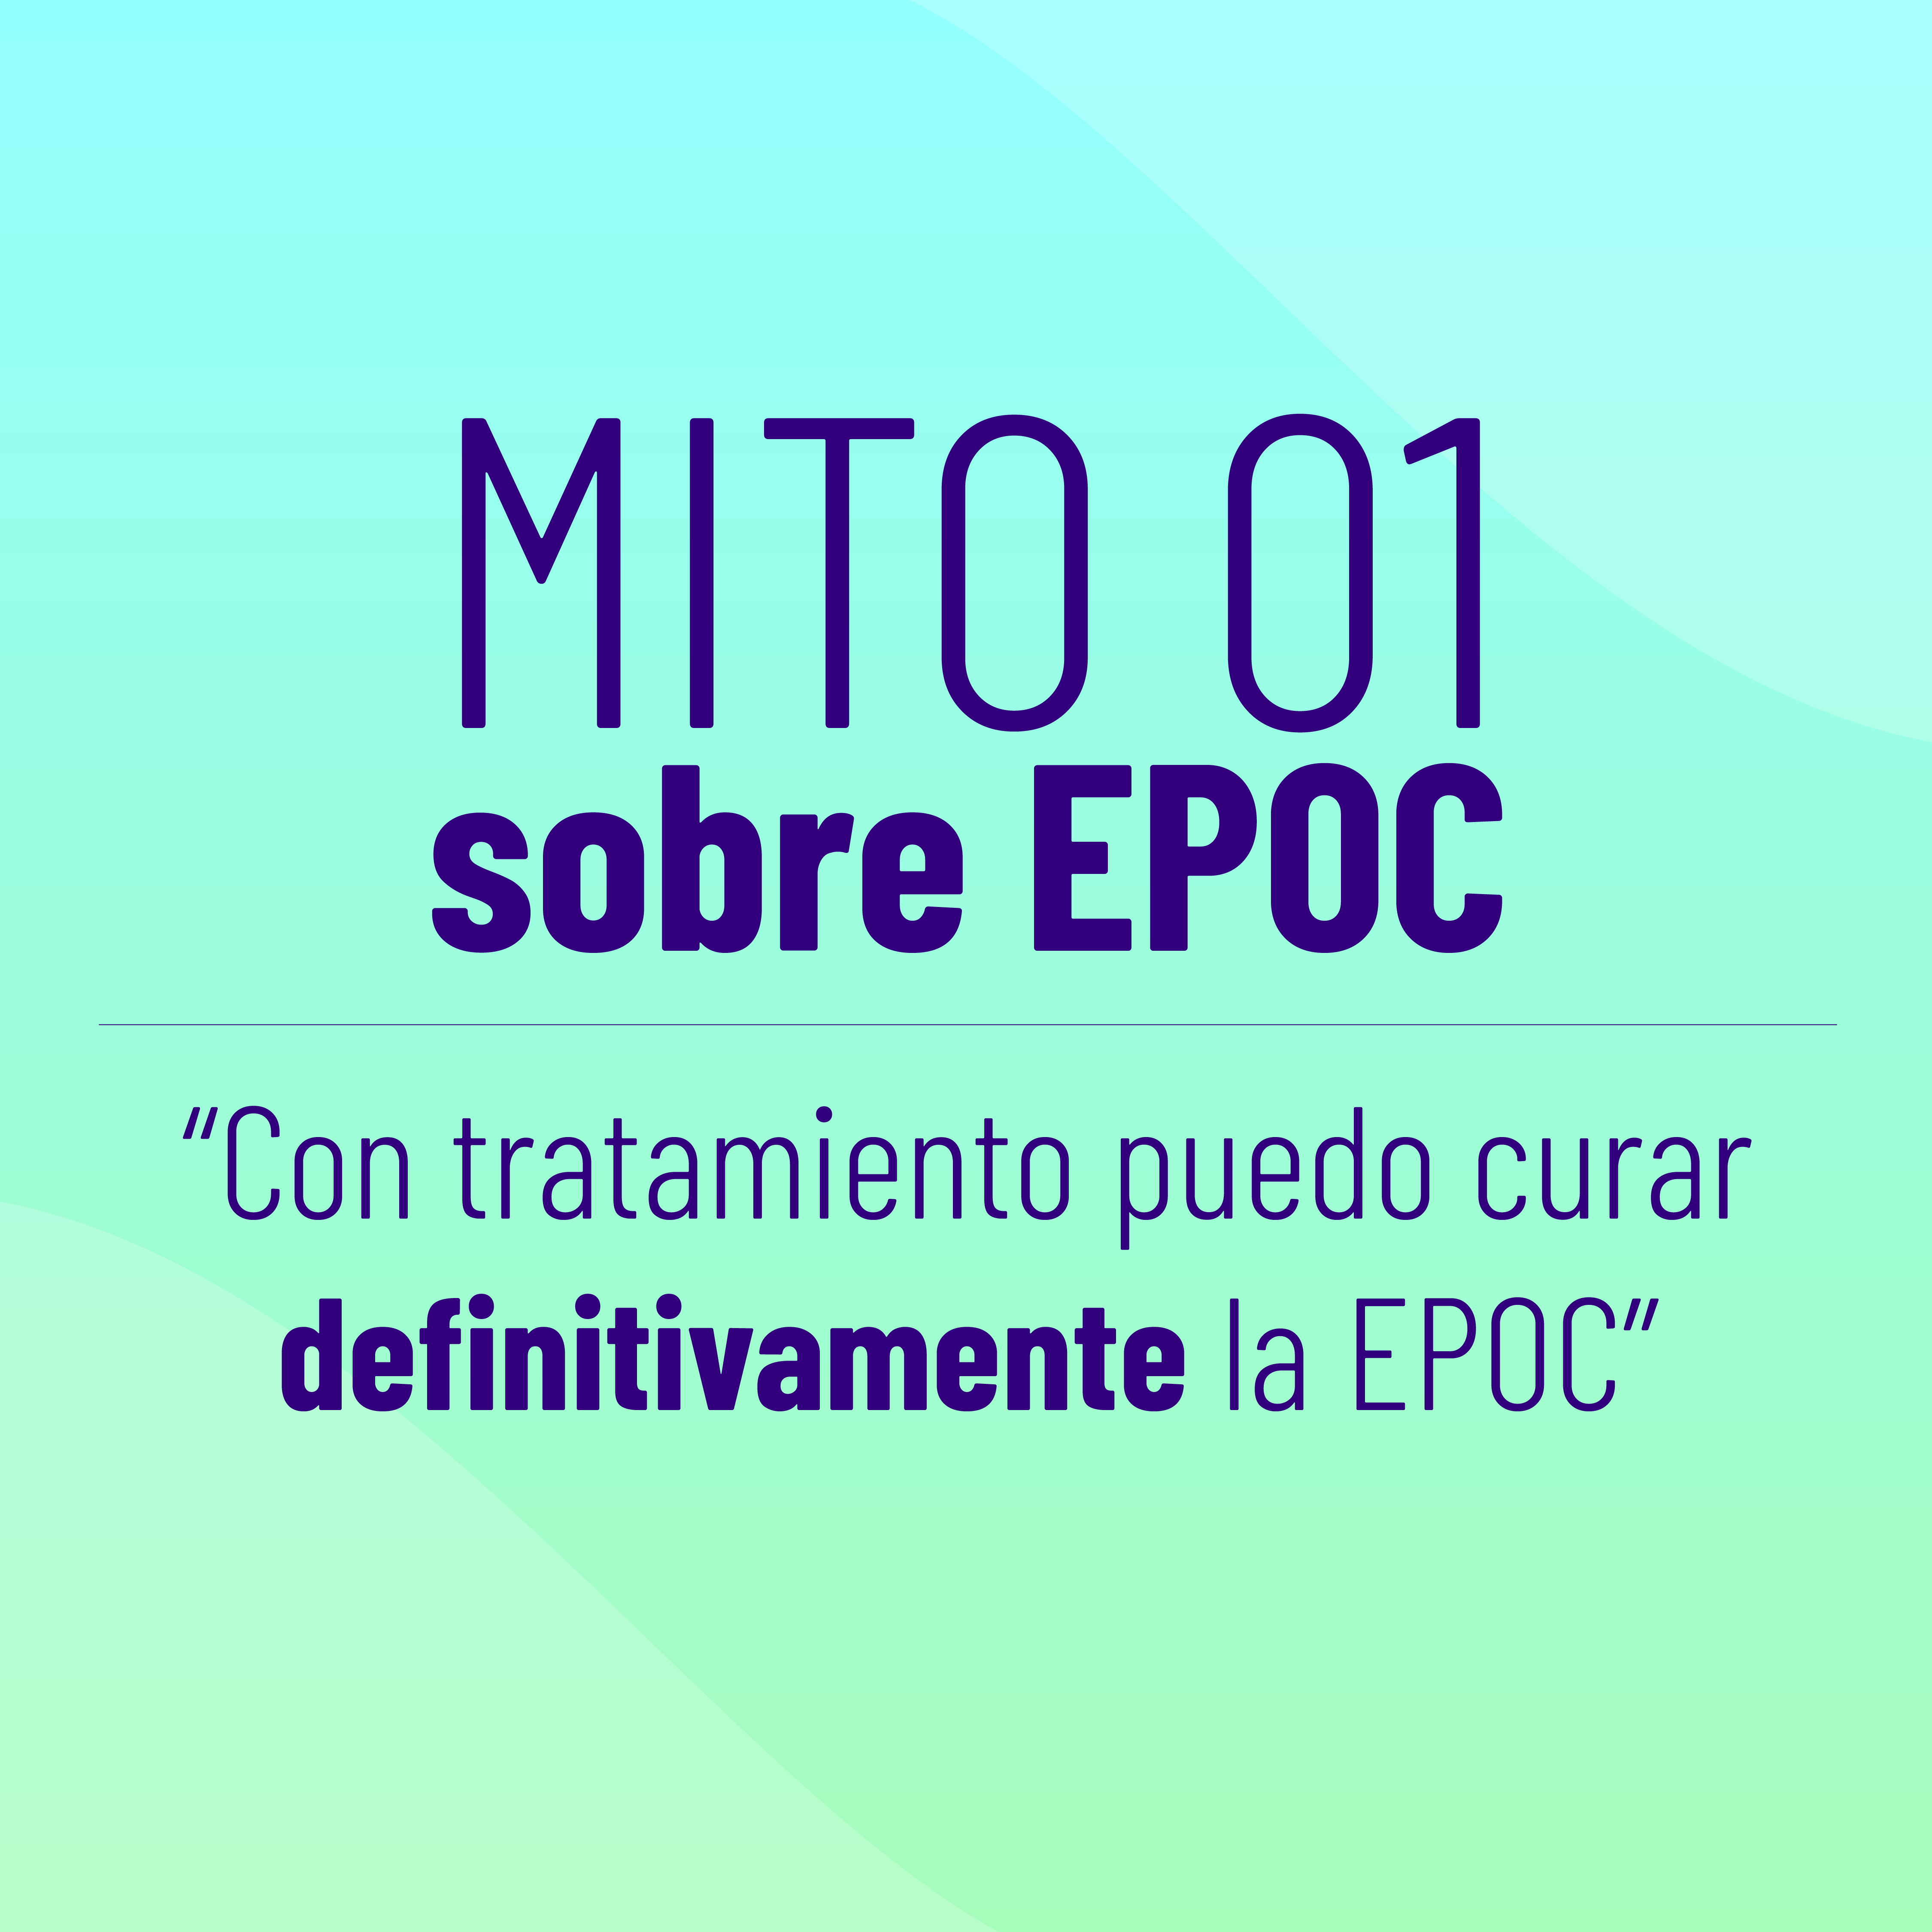 MITO 01
sobre EPOC
“Con tratamiento puedo curar
definitivamente la EPOC”